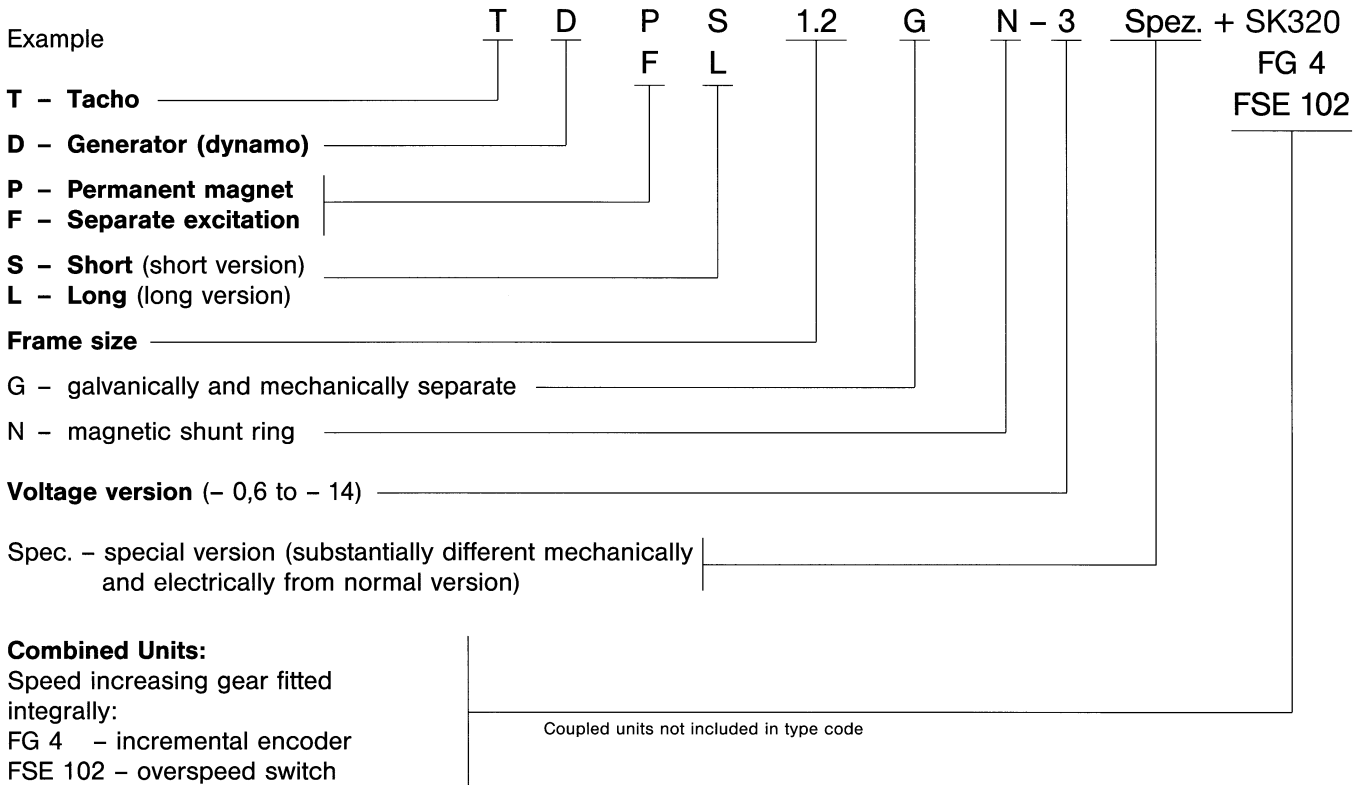 Example T D P S 1.2 G N – 3 Spez. + SK320
F L FG 4
FSE 102
T – Tacho
D – Generator (dynamo)
P – Permanent magnet
F – Separate excitation
S – Short (short version)
L – Long (long version)
Frame size
G – galvanically and mechanically separate
N – magnetic shunt ring
Voltage version (– 0,6 to – 14)
Spec. – special version (substantially different mechanically
and electrically from normal version)
Combined Units:
Speed increasing gear fitted
integrally:
FG 4 – incremental encoder
FSE 102 – overspeed switch
Coupled units not included in type code